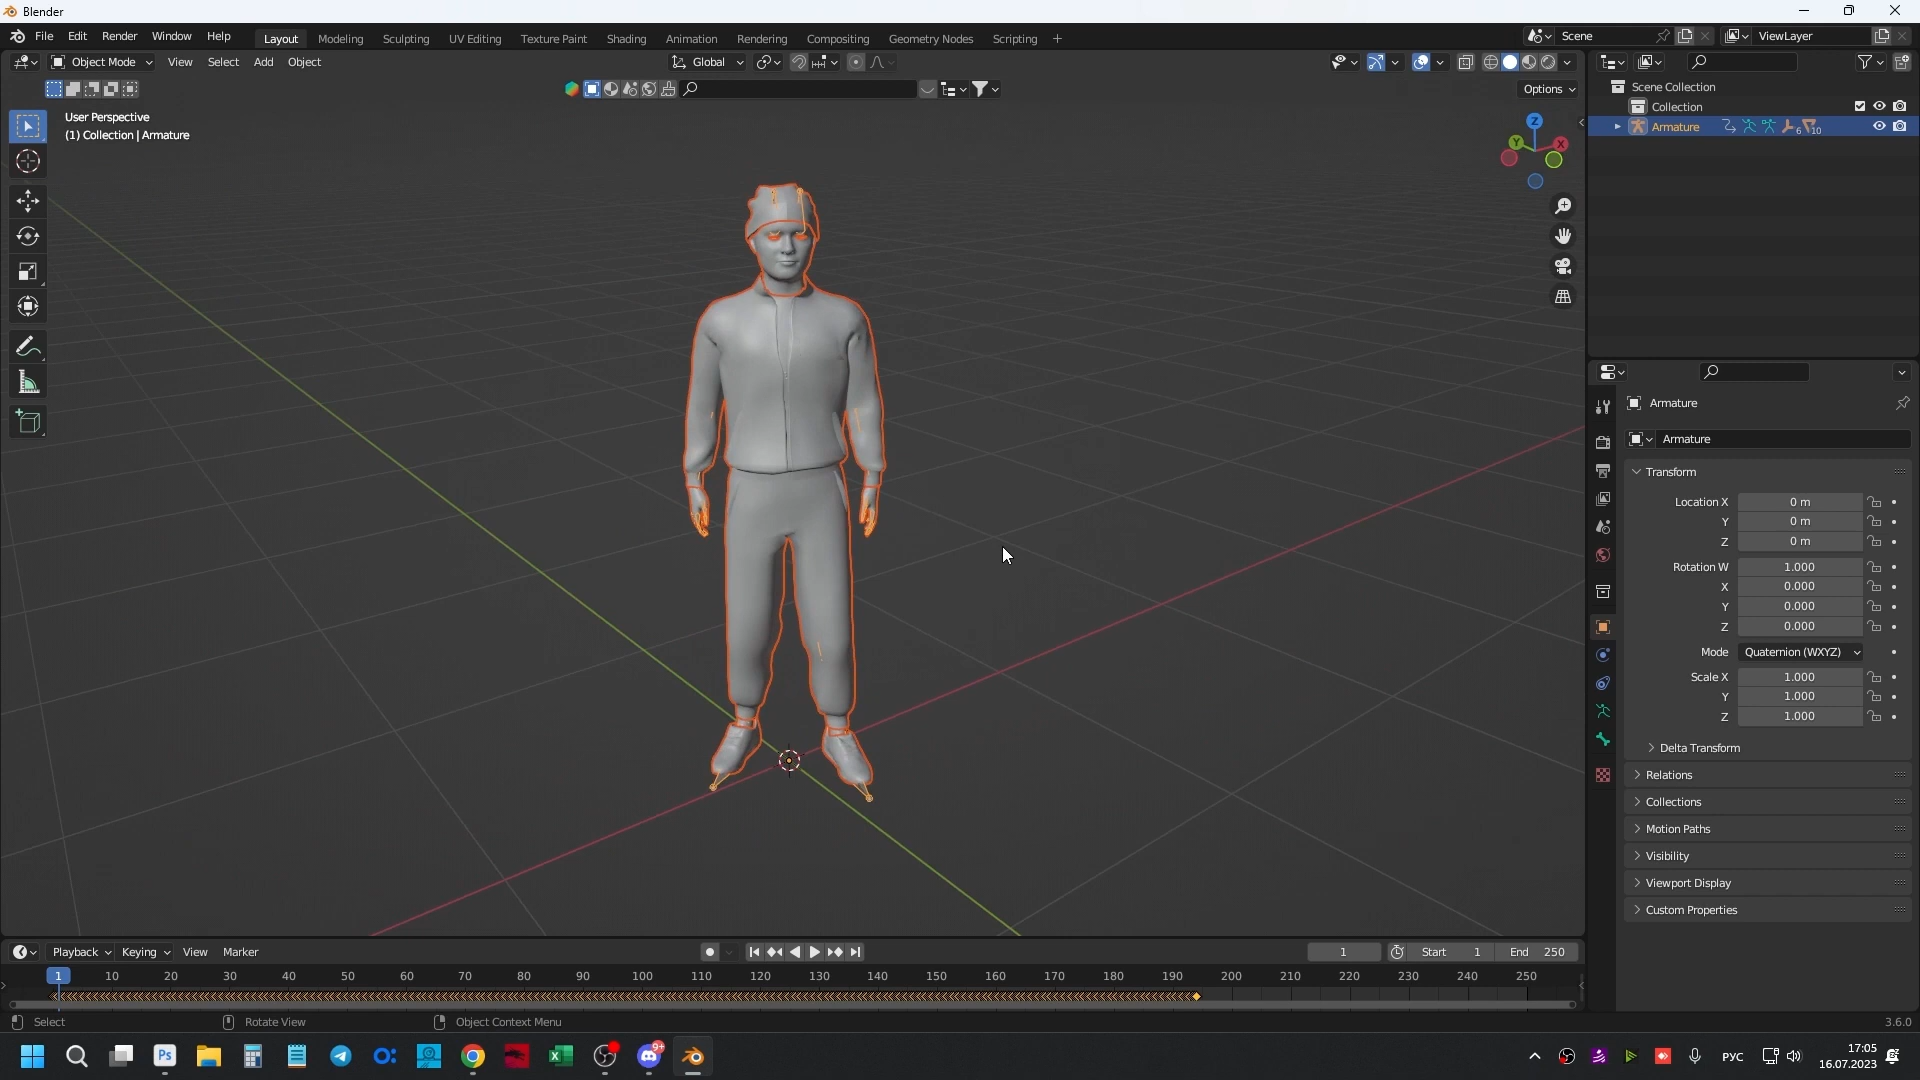 Blender
File Edit Render Window Help
Layout Modeling Sculpting UV Editing Texture Paint Shading Animation Rendering Compositing Geometry Nodes Scripting +
Scene
ViewLayer
Object Mode View Select Add Object
Global
Options
User Perspective
(1) Collection | Armature
Z
Y
X
Scene Collection
Collection
Armature 6 10
Armature
Armature
Transform
Location X 0 m
Y 0 m
Z 0 m
Rotation W 1.000
X 0.000
Y 0.000
Z 0.000
Mode Quaternion (WXYZ)
Scale X 1.000
Y 1.000
Z 1.000
Delta Transform
Relations
Collections
Motion Paths
Visibility
Viewport Display
Custom Properties
Playback Keying View Marker
1 Start 1 End 250
1 10 20 30 40 50 60 70 80 90 100 110 120 130 140 150 160 170 180 190 200 210 220 230 240 250
Select Rotate View Object Context Menu 3.6.0
Ps
9+
РУС
17:05
16.07.2023